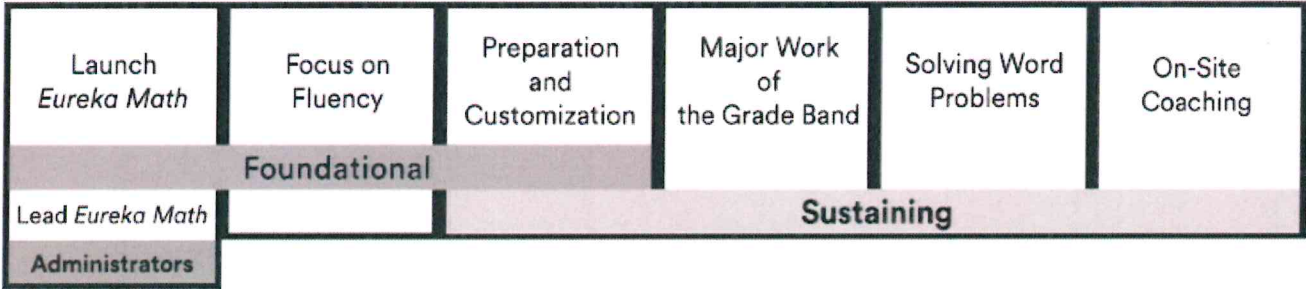 Launch
Eureka Math
Focus on
Fluency
Preparation
and
Customization
Major Work
of
the Grade Band
Solving Word
Problems
On-Site
Coaching
Foundational
Lead Eureka Math
Sustaining
Administrators